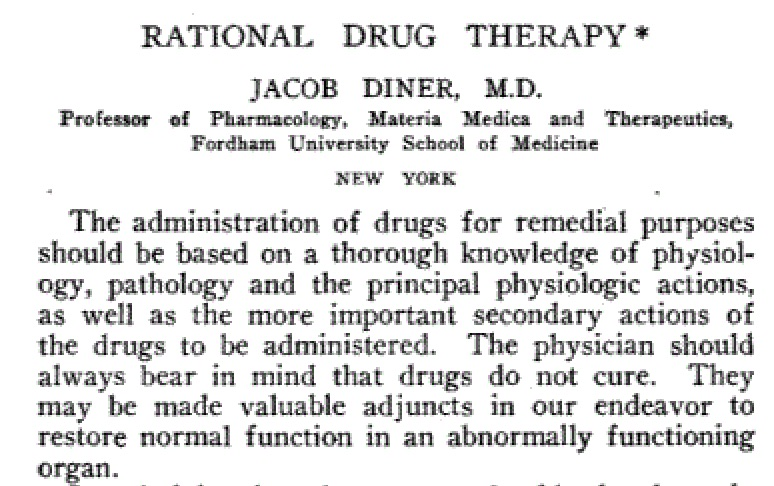 RATIONAL DRUG THERAPY*
JACOB DINER, M.D.
Professor of Pharmacology, Materia Medica and Therapeutics,
Fordham University School of Medicine
NEW YORK
The administration of drugs for remedial purposes
should be based on a thorough knowledge of physiol-
ogy, pathology and the principal physiologic actions,
as well as the more important secondary actions of
the drugs to be administered. The physician should
always bear in mind that drugs do not cure. They
may be made valuable adjuncts in our endeavor to
restore normal function in an abnormally functioning
organ.